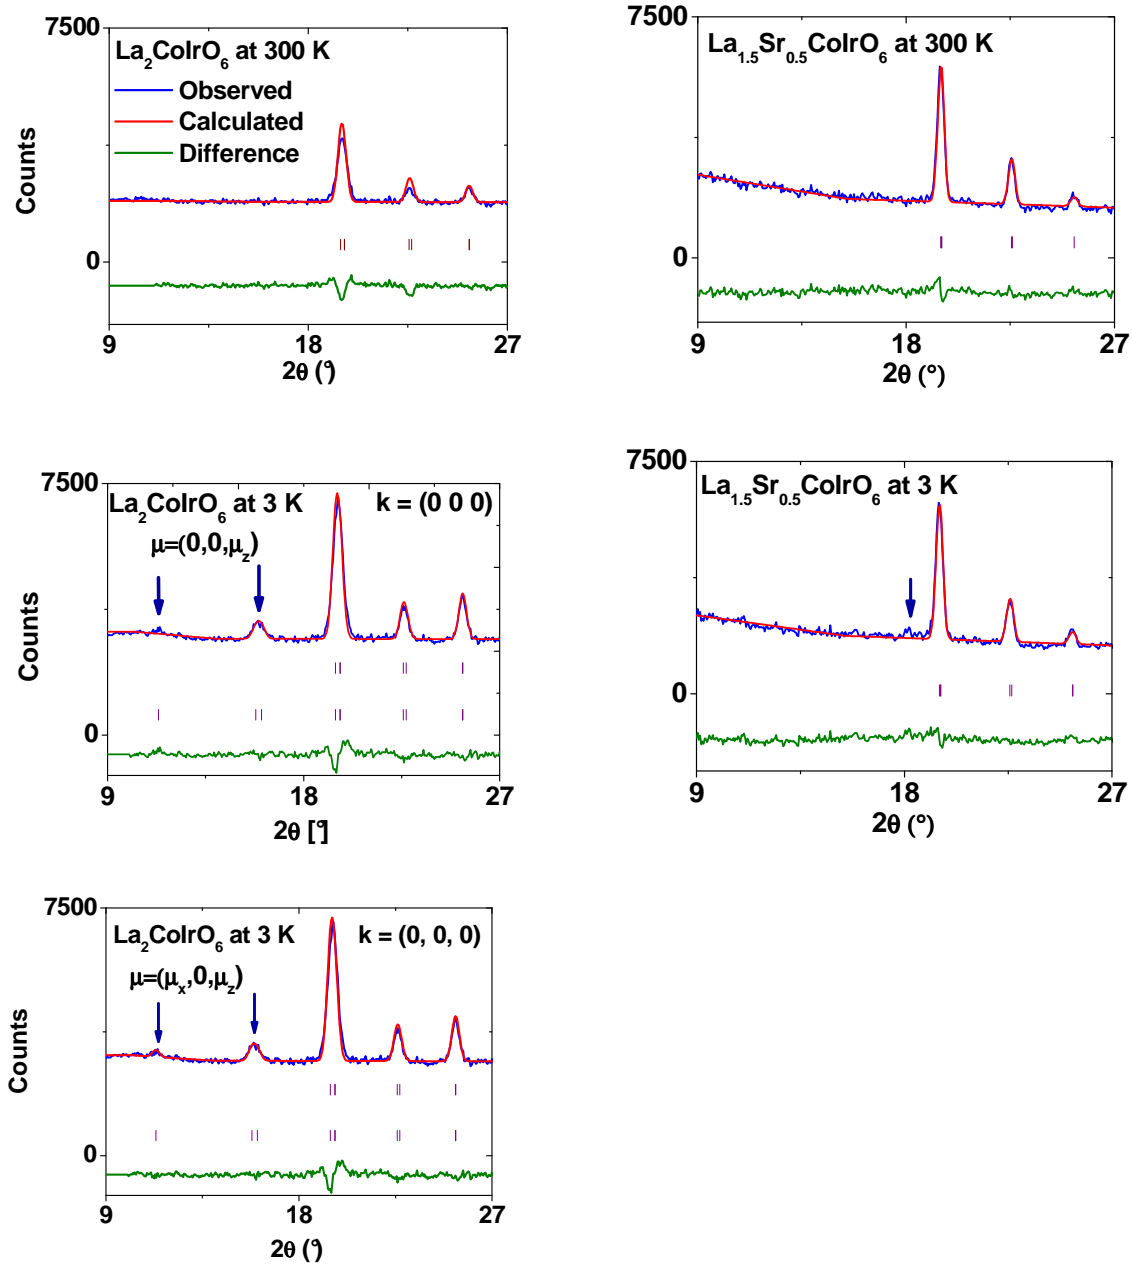 7500
La₂CoIrO₆ at 300 K
Observed
Calculated
Difference
Counts
0
9 18 27
2θ (°)
7500
La₁.₅Sr₀.₅CoIrO₆ at 300 K
0
9 18 27
2θ (°)
7500
La₂CoIrO₆ at 3 K k = (0 0 0)
μ=(0,0,μ_z)
Counts
0
9 18 27
2θ [°]
7500
La₁.₅Sr₀.₅CoIrO₆ at 3 K
0
9 18 27
2θ (°)
7500
La₂CoIrO₆ at 3 K k = (0, 0, 0)
μ=(μₓ,0,μ_z)
Counts
0
9 18 27
2θ (°)